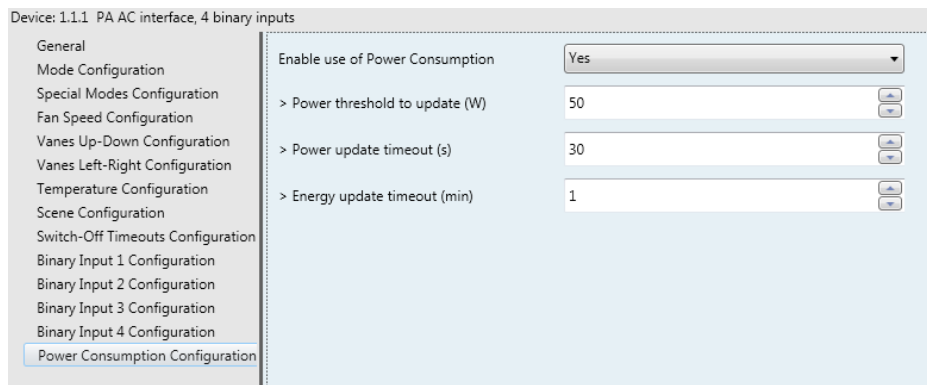 Device: 1.1.1 PA AC interface, 4 binary inputs
General
Mode Configuration
Special Modes Configuration
Fan Speed Configuration
Vanes Up-Down Configuration
Vanes Left-Right Configuration
Temperature Configuration
Scene Configuration
Switch-Off Timeouts Configuration
Binary Input 1 Configuration
Binary Input 2 Configuration
Binary Input 3 Configuration
Binary Input 4 Configuration
Power Consumption Configuration
Enable use of Power Consumption Yes
> Power threshold to update (W) 50
> Power update timeout (s) 30
> Energy update timeout (min) 1